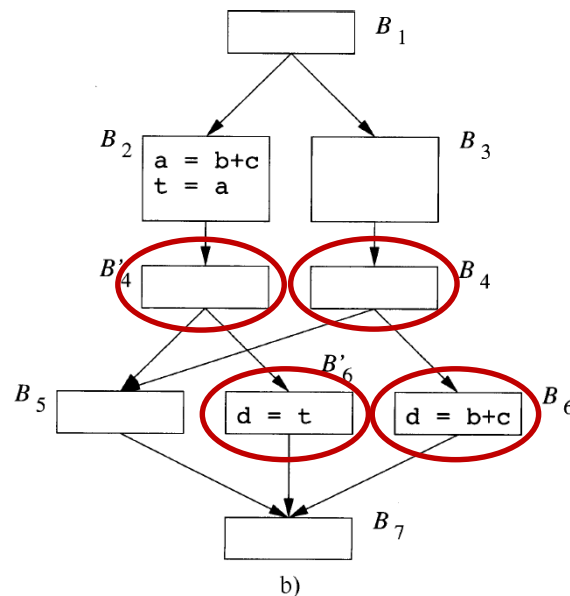 B1
B2
a = b+c
t = a
B3
B'4
B4
B5
B'6
d = t
B6
d = b+c
B7
b)